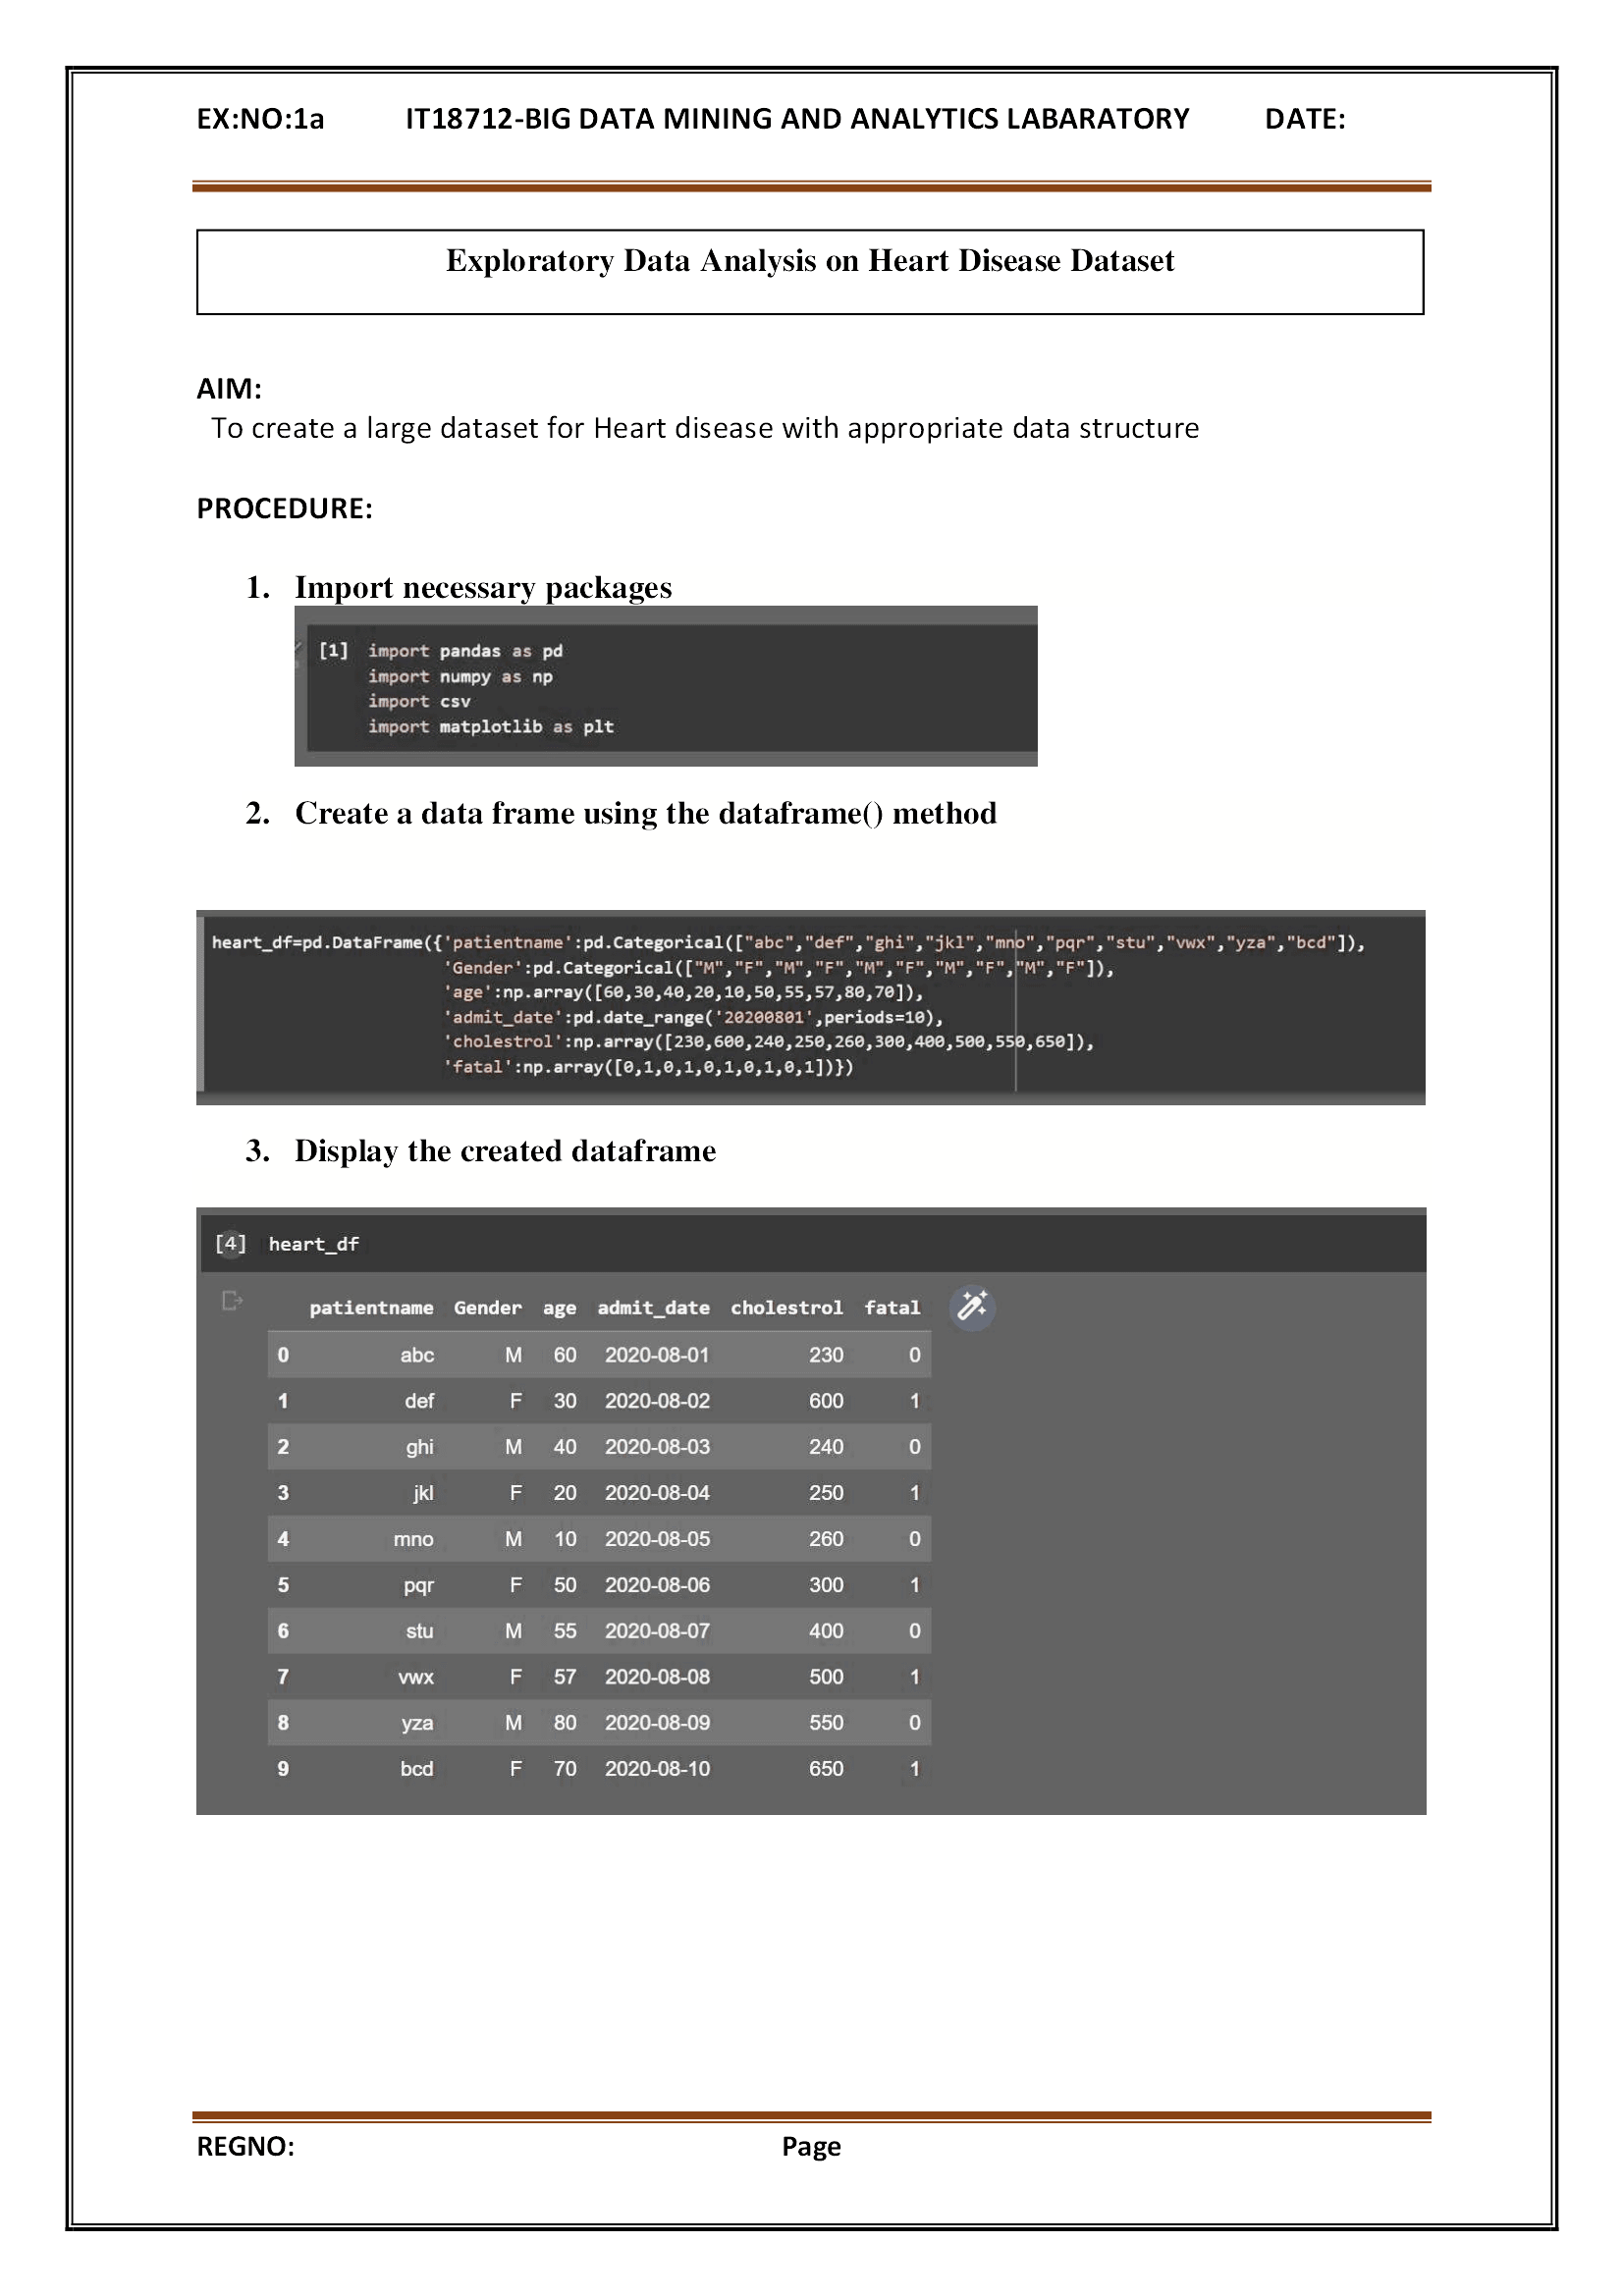 EX:NO:1a IT18712-BIG DATA MINING AND ANALYTICS LABARATORY DATE:
Exploratory Data Analysis on Heart Disease Dataset
AIM:
To create a large dataset for Heart disease with appropriate data structure
PROCEDURE:
1. Import necessary packages
[1] import pandas as pd
import numpy as np
import csv
import matplotlib as plt
2. Create a data frame using the dataframe() method
heart_df=pd.DataFrame({'patientname':pd.Categorical(["abc","def","ghi","jkl","mno","pqr","stu","vwx","yza","bcd"]),
'Gender':pd.Categorical(["M","F","M","F","M","F","M","F","M","F"]),
'age':np.array([60,30,40,20,10,50,55,57,80,70]),
'admit_date':pd.date_range('20200801',periods=10),
'cholestrol':np.array([230,600,240,250,260,300,400,500,550,650]),
'fatal':np.array([0,1,0,1,0,1,0,1,0,1])})
3. Display the created dataframe
[4] heart_df
patientname Gender age admit_date cholestrol fatal
0 abc M 60 2020-08-01 230 0
1 def F 30 2020-08-02 600 1
2 ghi M 40 2020-08-03 240 0
3 jkl F 20 2020-08-04 250 1
4 mno M 10 2020-08-05 260 0
5 pqr F 50 2020-08-06 300 1
6 stu M 55 2020-08-07 400 0
7 vwx F 57 2020-08-08 500 1
8 yza M 80 2020-08-09 550 0
9 bcd F 70 2020-08-10 650 1
REGNO: Page